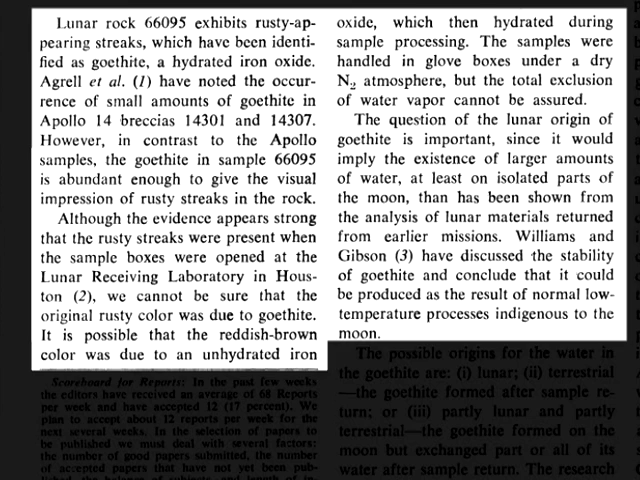 Lunar rock 66095 exhibits rusty-ap-
pearing streaks, which have been identi-
fied as goethite, a hydrated iron oxide.
Agrell et al. (1) have noted the occur-
rence of small amounts of goethite in
Apollo 14 breccias 14301 and 14307.
However, in contrast to the Apollo
samples, the goethite in sample 66095
is abundant enough to give the visual
impression of rusty streaks in the rock.
Although the evidence appears strong
that the rusty streaks were present when
the sample boxes were opened at the
Lunar Receiving Laboratory in Hous-
ton (2), we cannot be sure that the
original rusty color was due to goethite.
It is possible that the reddish-brown
color was due to an unhydrated iron
Scoreboard for Reports: In the past few weeks
the editors have received an average of 68 Reports
per week and have accepted 12 (17 percent). We
plan to accept about 12 reports per week for the
next several weeks. In the selection of papers to
be published we must deal with several factors:
the number of good papers submitted, the number
of accepted papers that have not yet been pub-
oxide, which then hydrated during
sample processing. The samples were
handled in glove boxes under a dry
N₂ atmosphere, but the total exclusion
of water vapor cannot be assured.
The question of the lunar origin of
goethite is important, since it would
imply the existence of larger amounts
of water, at least on isolated parts of
the moon, than has been shown from
the analysis of lunar materials returned
from earlier missions. Williams and
Gibson (3) have discussed the stability
of goethite and conclude that it could
be produced as the result of normal low-
temperature processes indigenous to the
moon.
The possible origins for the water in
the goethite are: (i) lunar; (ii) terrestrial
—the goethite formed after sample re-
turn; or (iii) partly lunar and partly
terrestrial—the goethite formed on the
moon but exchanged part or all of its
water after sample return. The research